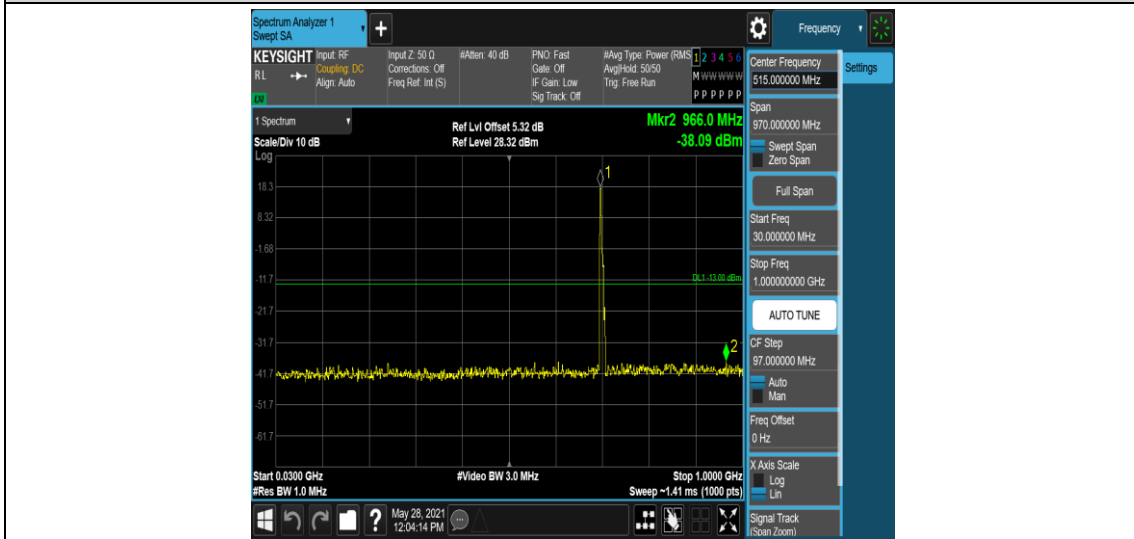 Spectrum Analyzer 1
Swept SA
Frequency
KEYSIGHT
RL
Input: RF
Coupling: DC
Align: Auto
Input Z: 50 Ω
Corrections: Off
Freq Ref: Int (S)
#Atten: 40 dB
PNO: Fast
Gate: Off
IF Gain: Low
Sig Track: Off
#Avg Type: Power (RMS
Avg|Hold: 50/50
Trig: Free Run
1 2 3 4 5 6
M W W W W W
P P P P P P
1 Spectrum
Scale/Div 10 dB
Log
Ref Lvl Offset 5.32 dB
Ref Level 28.32 dBm
Mkr2 966.0 MHz
-38.09 dBm
1
18.3
8.32
-1.68
-11.7
DL1 -13.00 dBm
-21.7
-31.7
2
-41.7
-51.7
-61.7
Start 0.0300 GHz
#Res BW 1.0 MHz
#Video BW 3.0 MHz
Stop 1.0000 GHz
Sweep ~1.41 ms (1000 pts)
Center Frequency
515.000000 MHz
Settings
Span
970.000000 MHz
Swept Span
Zero Span
Full Span
Start Freq
30.000000 MHz
Stop Freq
1.000000000 GHz
AUTO TUNE
CF Step
97.000000 MHz
Auto
Man
Freq Offset
0 Hz
X Axis Scale
Log
Lin
Signal Track
(Span Zoom)
?
May 28, 2021
12:04:14 PM